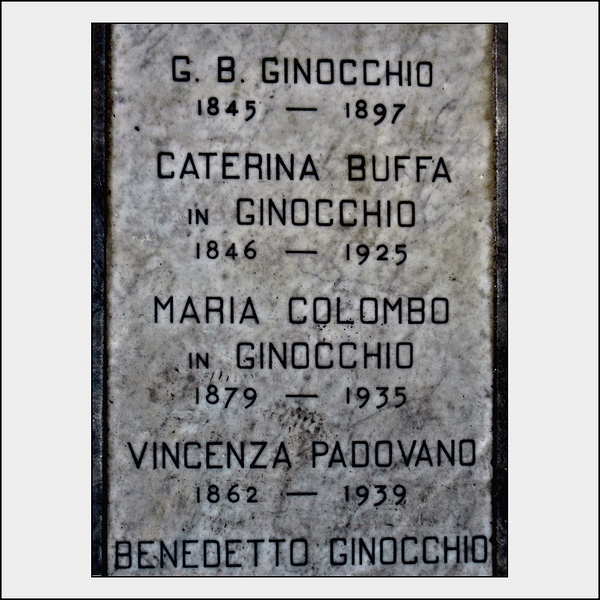 G. B. GINOCCHIO
1845 — 1897
CATERINA BUFFA
IN GINOCCHIO
1846 — 1925
MARIA COLOMBO
IN GINOCCHIO
1879 — 1935
VINCENZA PADOVANO
1862 — 1939
BENEDETTO GINOCCHIO